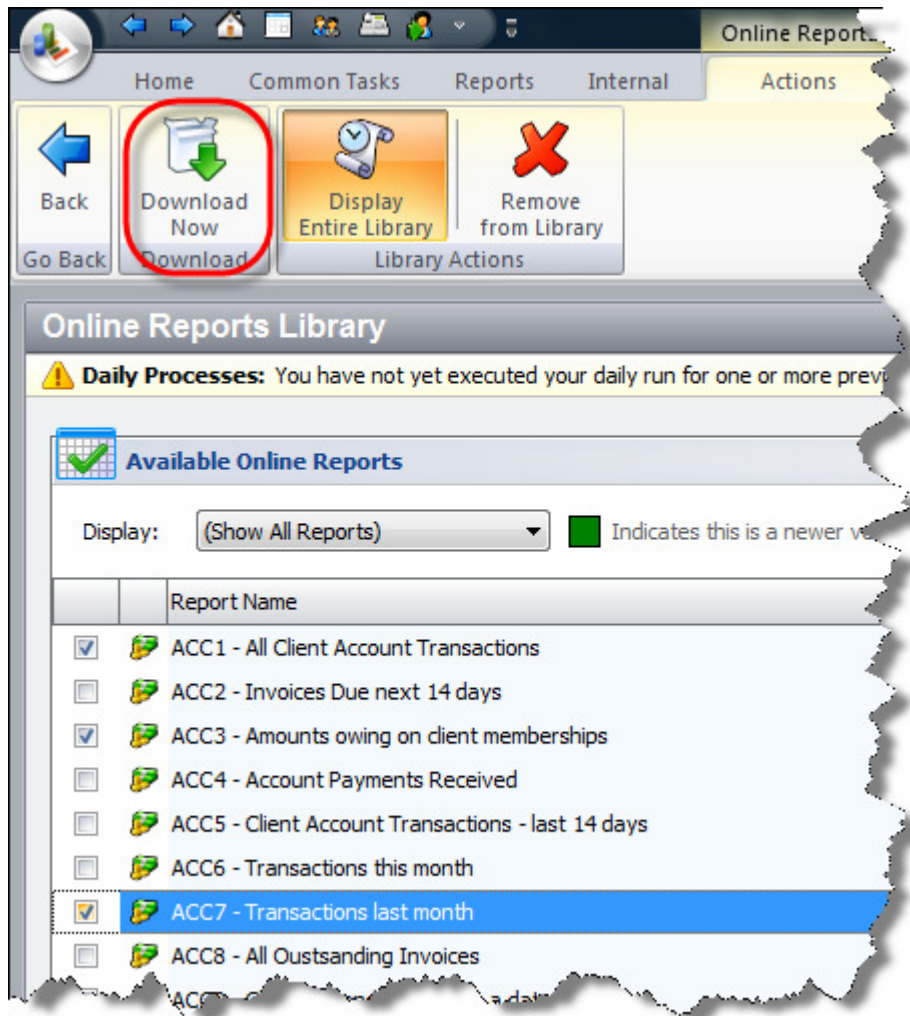 Online Report
Home Common Tasks Reports Internal Actions
Back
Download Now
Display Entire Library
Remove from Library
Go Back Download Library Actions
Online Reports Library
Daily Processes: You have not yet executed your daily run for one or more
Available Online Reports
Display: (Show All Reports) Indicates this is a newer
Report Name
ACC1 - All Client Account Transactions
ACC2 - Invoices Due next 14 days
ACC3 - Amounts owing on client memberships
ACC4 - Account Payments Received
ACC5 - Client Account Transactions - last 14 days
ACC6 - Transactions this month
ACC7 - Transactions last month
ACC8 - All Oustsanding Invoices